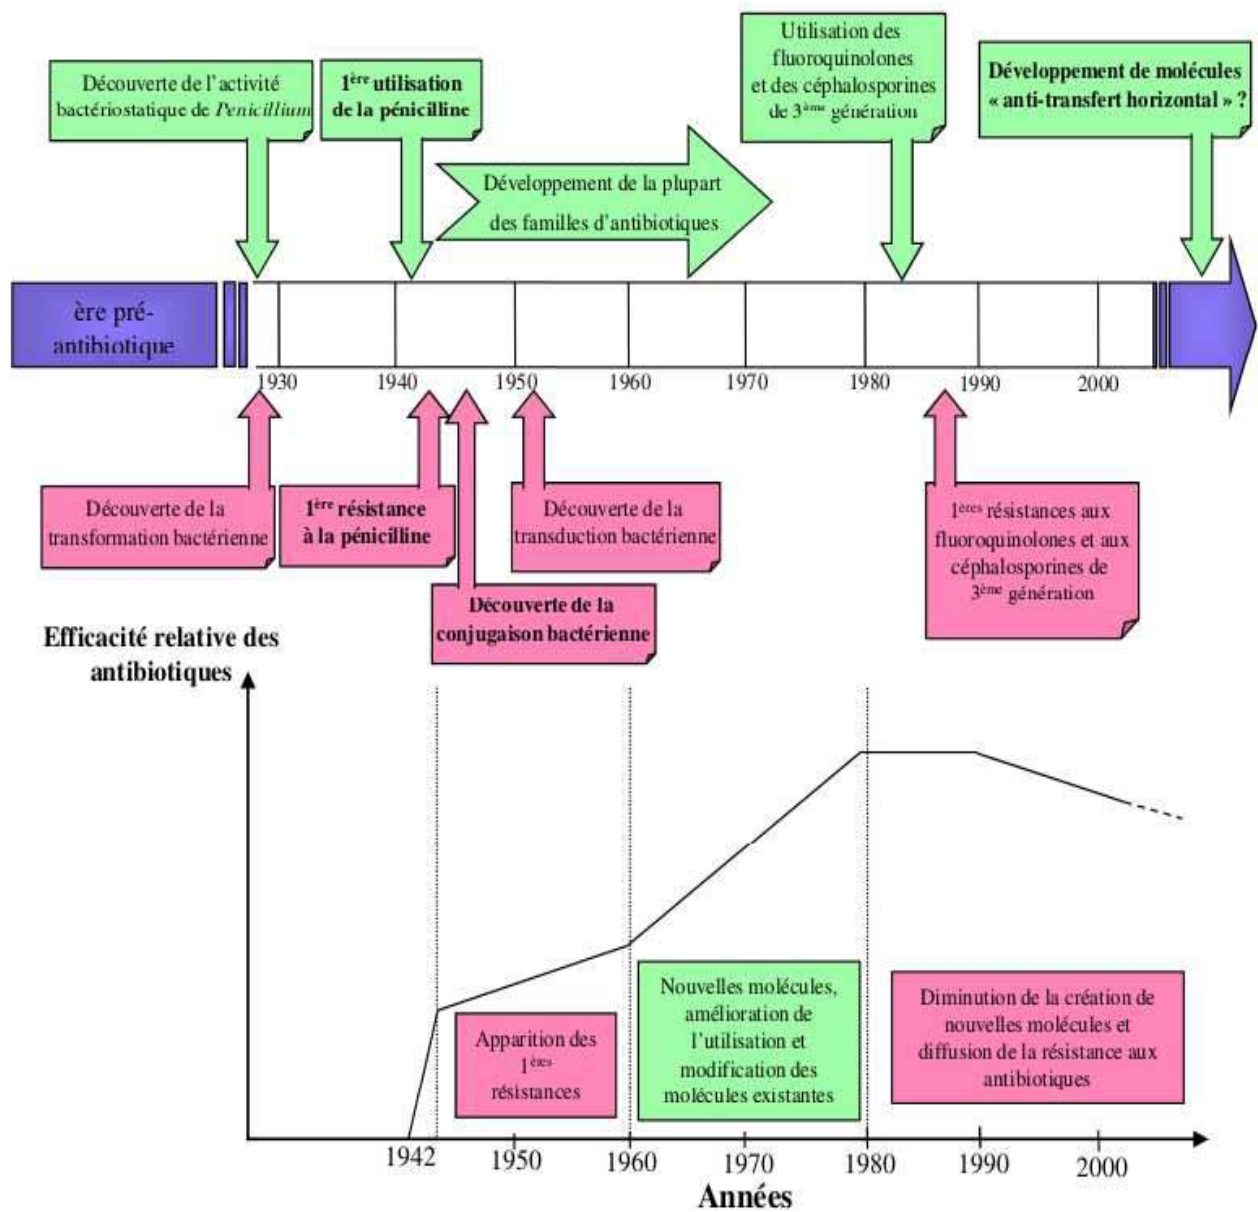 Découverte de l'activité
bactériostatique de Penicillium
1ère utilisation
de la pénicilline
Utilisation des
fluoroquinolones
et des céphalosporines
de 3ème génération
Développement de molécules
« anti-transfert horizontal » ?
Développement de la plupart
des familles d'antibiotiques
ère pré-
antibiotique
1930 1940 1950 1960 1970 1980 1990 2000
Découverte de la
transformation bactérienne
1ère résistance
à la pénicilline
Découverte de la
transduction bactérienne
1ères résistances aux
fluoroquinolones et aux
céphalosporines de
3ème génération
Découverte de la
conjugaison bactérienne
Efficacité relative des
antibiotiques
Apparition des
1ères
résistances
Nouvelles molécules,
amélioration de
l'utilisation et
modification des
molécules existantes
Diminution de la création de
nouvelles molécules et
diffusion de la résistance aux
antibiotiques
1942 1950 1960 1970 1980 1990 2000
Années